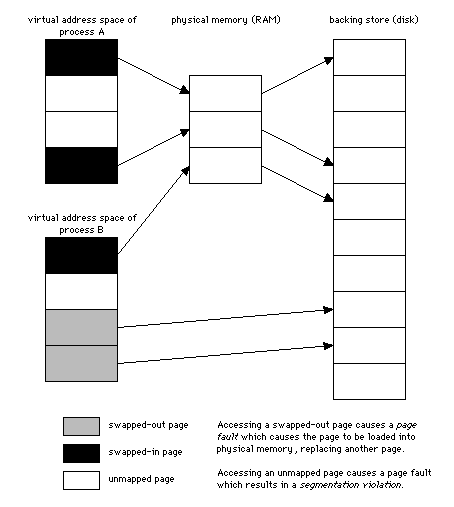 virtual address space of
process A
physical memory (RAM)
backing store (disk)
virtual address space of
process B
swapped-out page
swapped-in page
unmapped page
Accessing a swapped-out page causes a page
fault which causes the page to be loaded into
physical memory, replacing another page.
Accessing an unmapped page causes a page fault
which results in a segmentation violation.